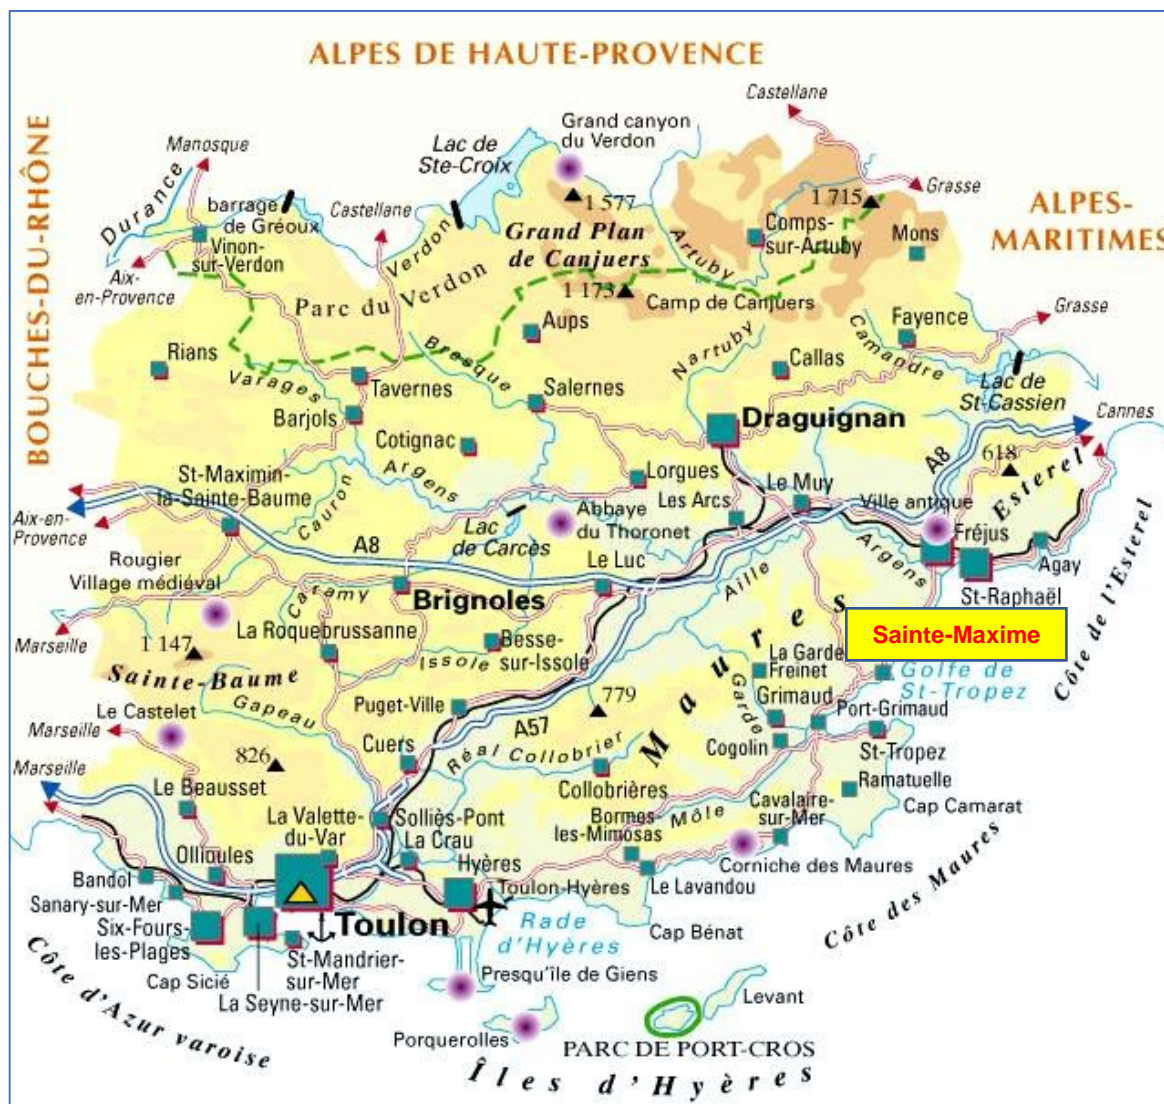 ALPES DE HAUTE-PROVENCE
BOUCHES-DU-RHÔNE
ALPES-
MARITIMES
Castellane
Grand canyon
du Verdon
Lac de
Ste-Croix
Manosque
Durance
barrage
de Gréoux
Castellane
Verdon
1 577
1 715
Grasse
Vinon-
sur-Verdon
Grand Plan
de Canjuers
Artuby
Comps-
sur-Artuby
Mons
Aix-
en-Provence
Parc du Verdon
1 173
Camp de Canjuers
Grasse
Aups
Fayence
Rians
Bresque
Nartuby
Callas
Camandre
Varages
Tavernes
Salernes
Lac de
St-Cassien
Barjols
Cotignac
Draguignan
Cannes
St-Maximin-
la-Sainte-Baume
Argens
Lorgues
Le Muy
A8
618
Esterel
Cauron
Les Arcs
Ville antique
Aix-en-
Provence
Lac
de Carcès
Abbaye
du Thoronet
A8
Fréjus
Rougier
Village médiéval
Le Luc
Argens
Agay
Aille
Caramy
Brignoles
St-Raphaël
Côte de l'Esterel
Marseille
La Roquebrussanne
Besse-
sur-Issole
Sainte-Maxime
1 147
Issole
La Garde
Freinet
Golfe de
St-Tropez
Sainte-Baume
Maures
Gapeau
Puget-Ville
779
Garde
Grimaud
Port-Grimaud
Le Castelet
A57
Marseille
826
Cuers
Réal Collobrier
Cogolin
St-Tropez
Marseille
Collobrières
Ramatuelle
Le Beausset
La Valette-
du-Var
Solliès-Pont
Bormes-
les-Mimosas
Môle
Cavalaire-
sur-Mer
Cap Camarat
La Crau
Ollioules
Hyères
Corniche des Maures
Bandol
Toulon-Hyères
Le Lavandou
Sanary-sur-Mer
Toulon
Rade
d'Hyères
Cap Bénat
Côte des Maures
Six-Fours-
les-Plages
St-Mandrier-
sur-Mer
Cap Sicié
La Seyne-sur-Mer
Presqu'île de Giens
Levant
Côte d'Azur varoise
Porquerolles
PARC DE PORT-CROS
Îles d'Hyères